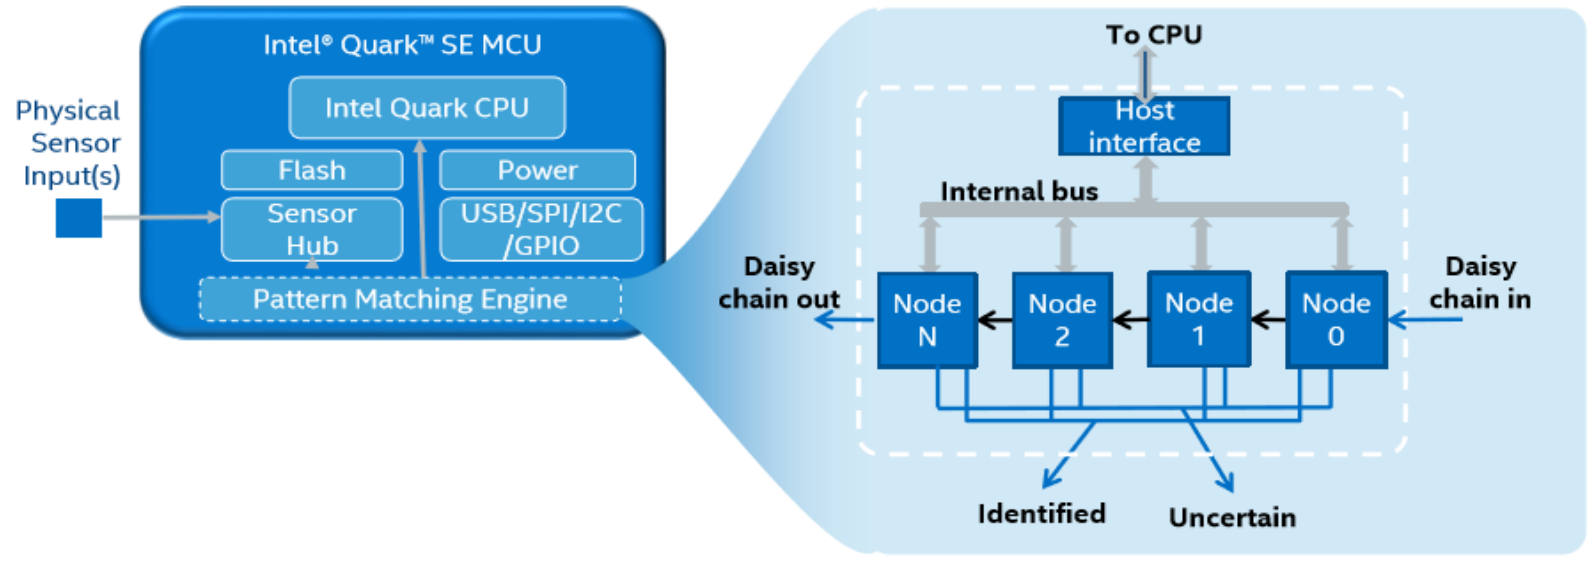 Intel® Quark™ SE MCU
Intel Quark CPU
Physical
Sensor
Input(s)
Flash
Power
Sensor
Hub
USB/SPI/I2C
/GPIO
Pattern Matching Engine
To CPU
Host
interface
Internal bus
Daisy
chain out
Node
N
Node
2
Node
1
Node
0
Daisy
chain in
Identified
Uncertain